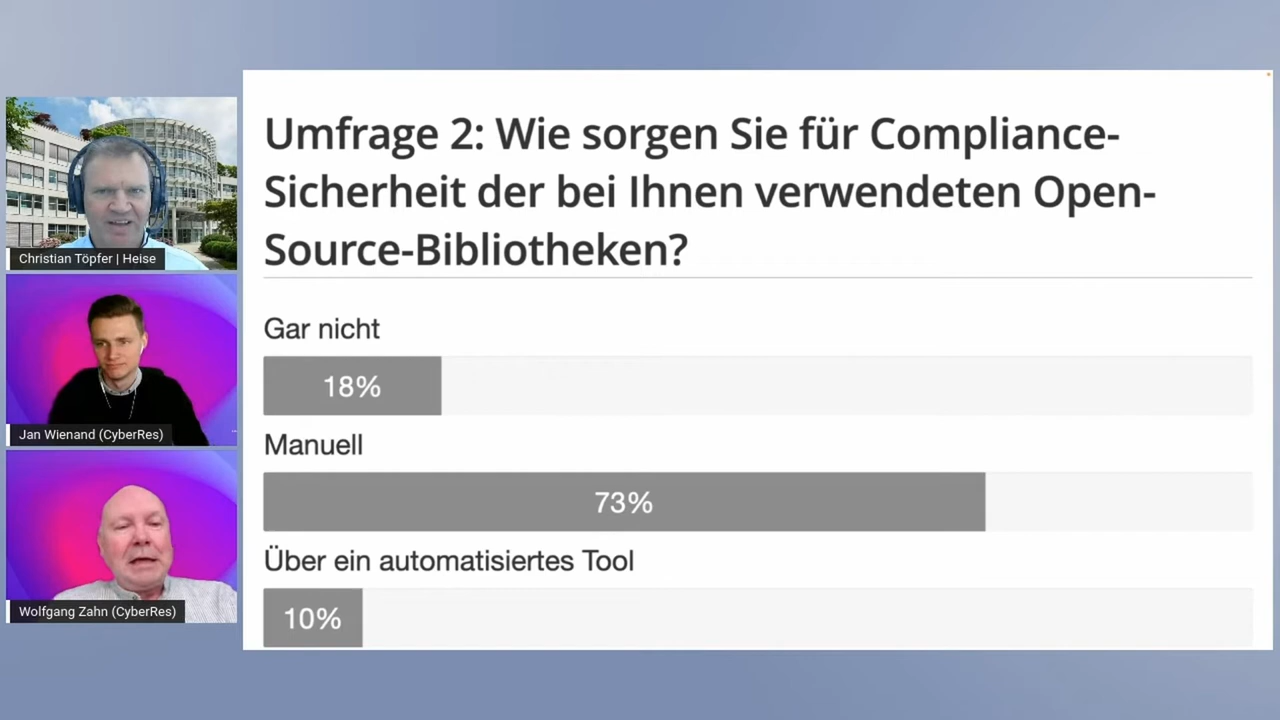 Umfrage 2: Wie sorgen Sie für Compliance-
Sicherheit der bei Ihnen verwendeten Open-
Source-Bibliotheken?
Gar nicht
18%
Manuell
73%
Über ein automatisiertes Tool
10%
Christian Töpfer | Heise
Jan Wienand (CyberRes)
Wolfgang Zahn (CyberRes)